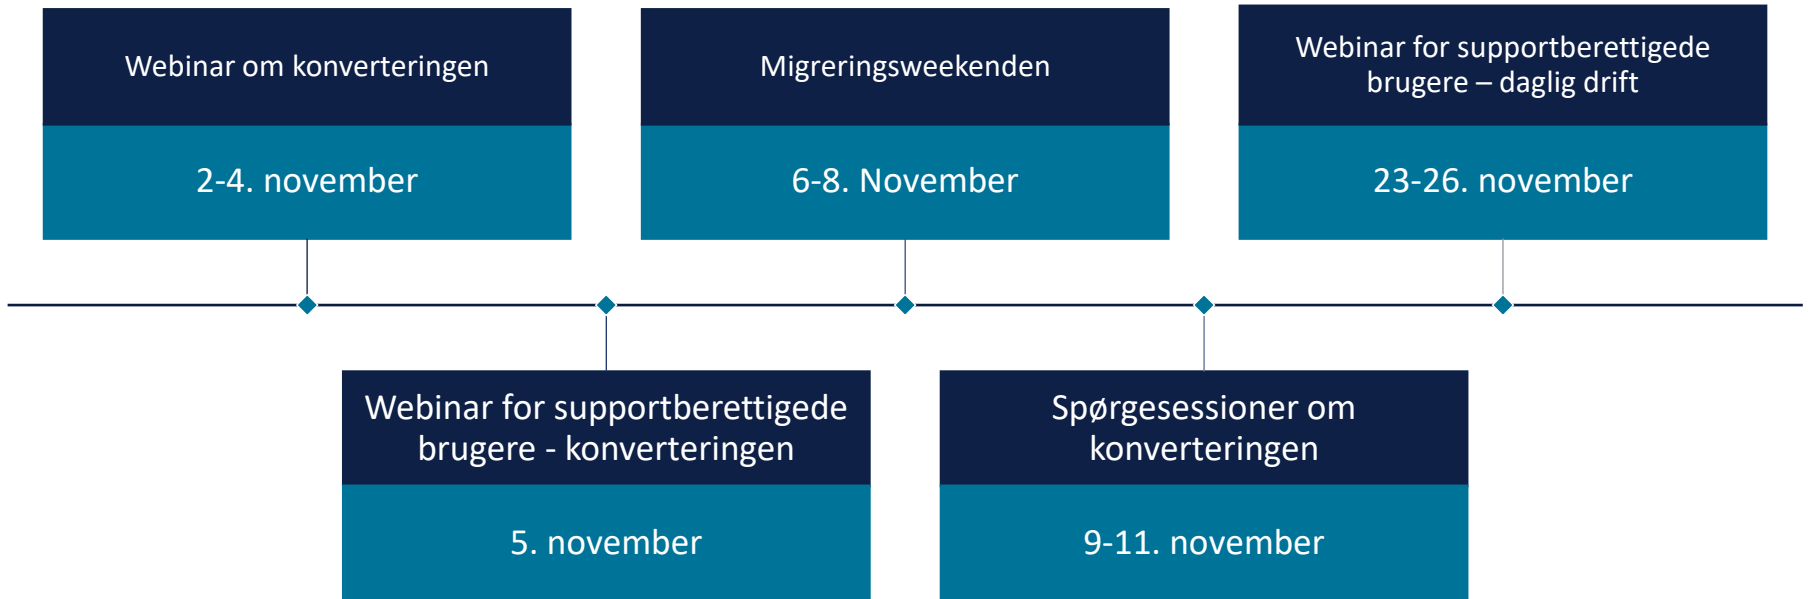 Webinar om konverteringen
2-4. november
Webinar for supportberettigede
brugere - konverteringen
5. november
Migreringsweekenden
6-8. November
Spørgesessioner om
konverteringen
9-11. november
Webinar for supportberettigede
brugere – daglig drift
23-26. november